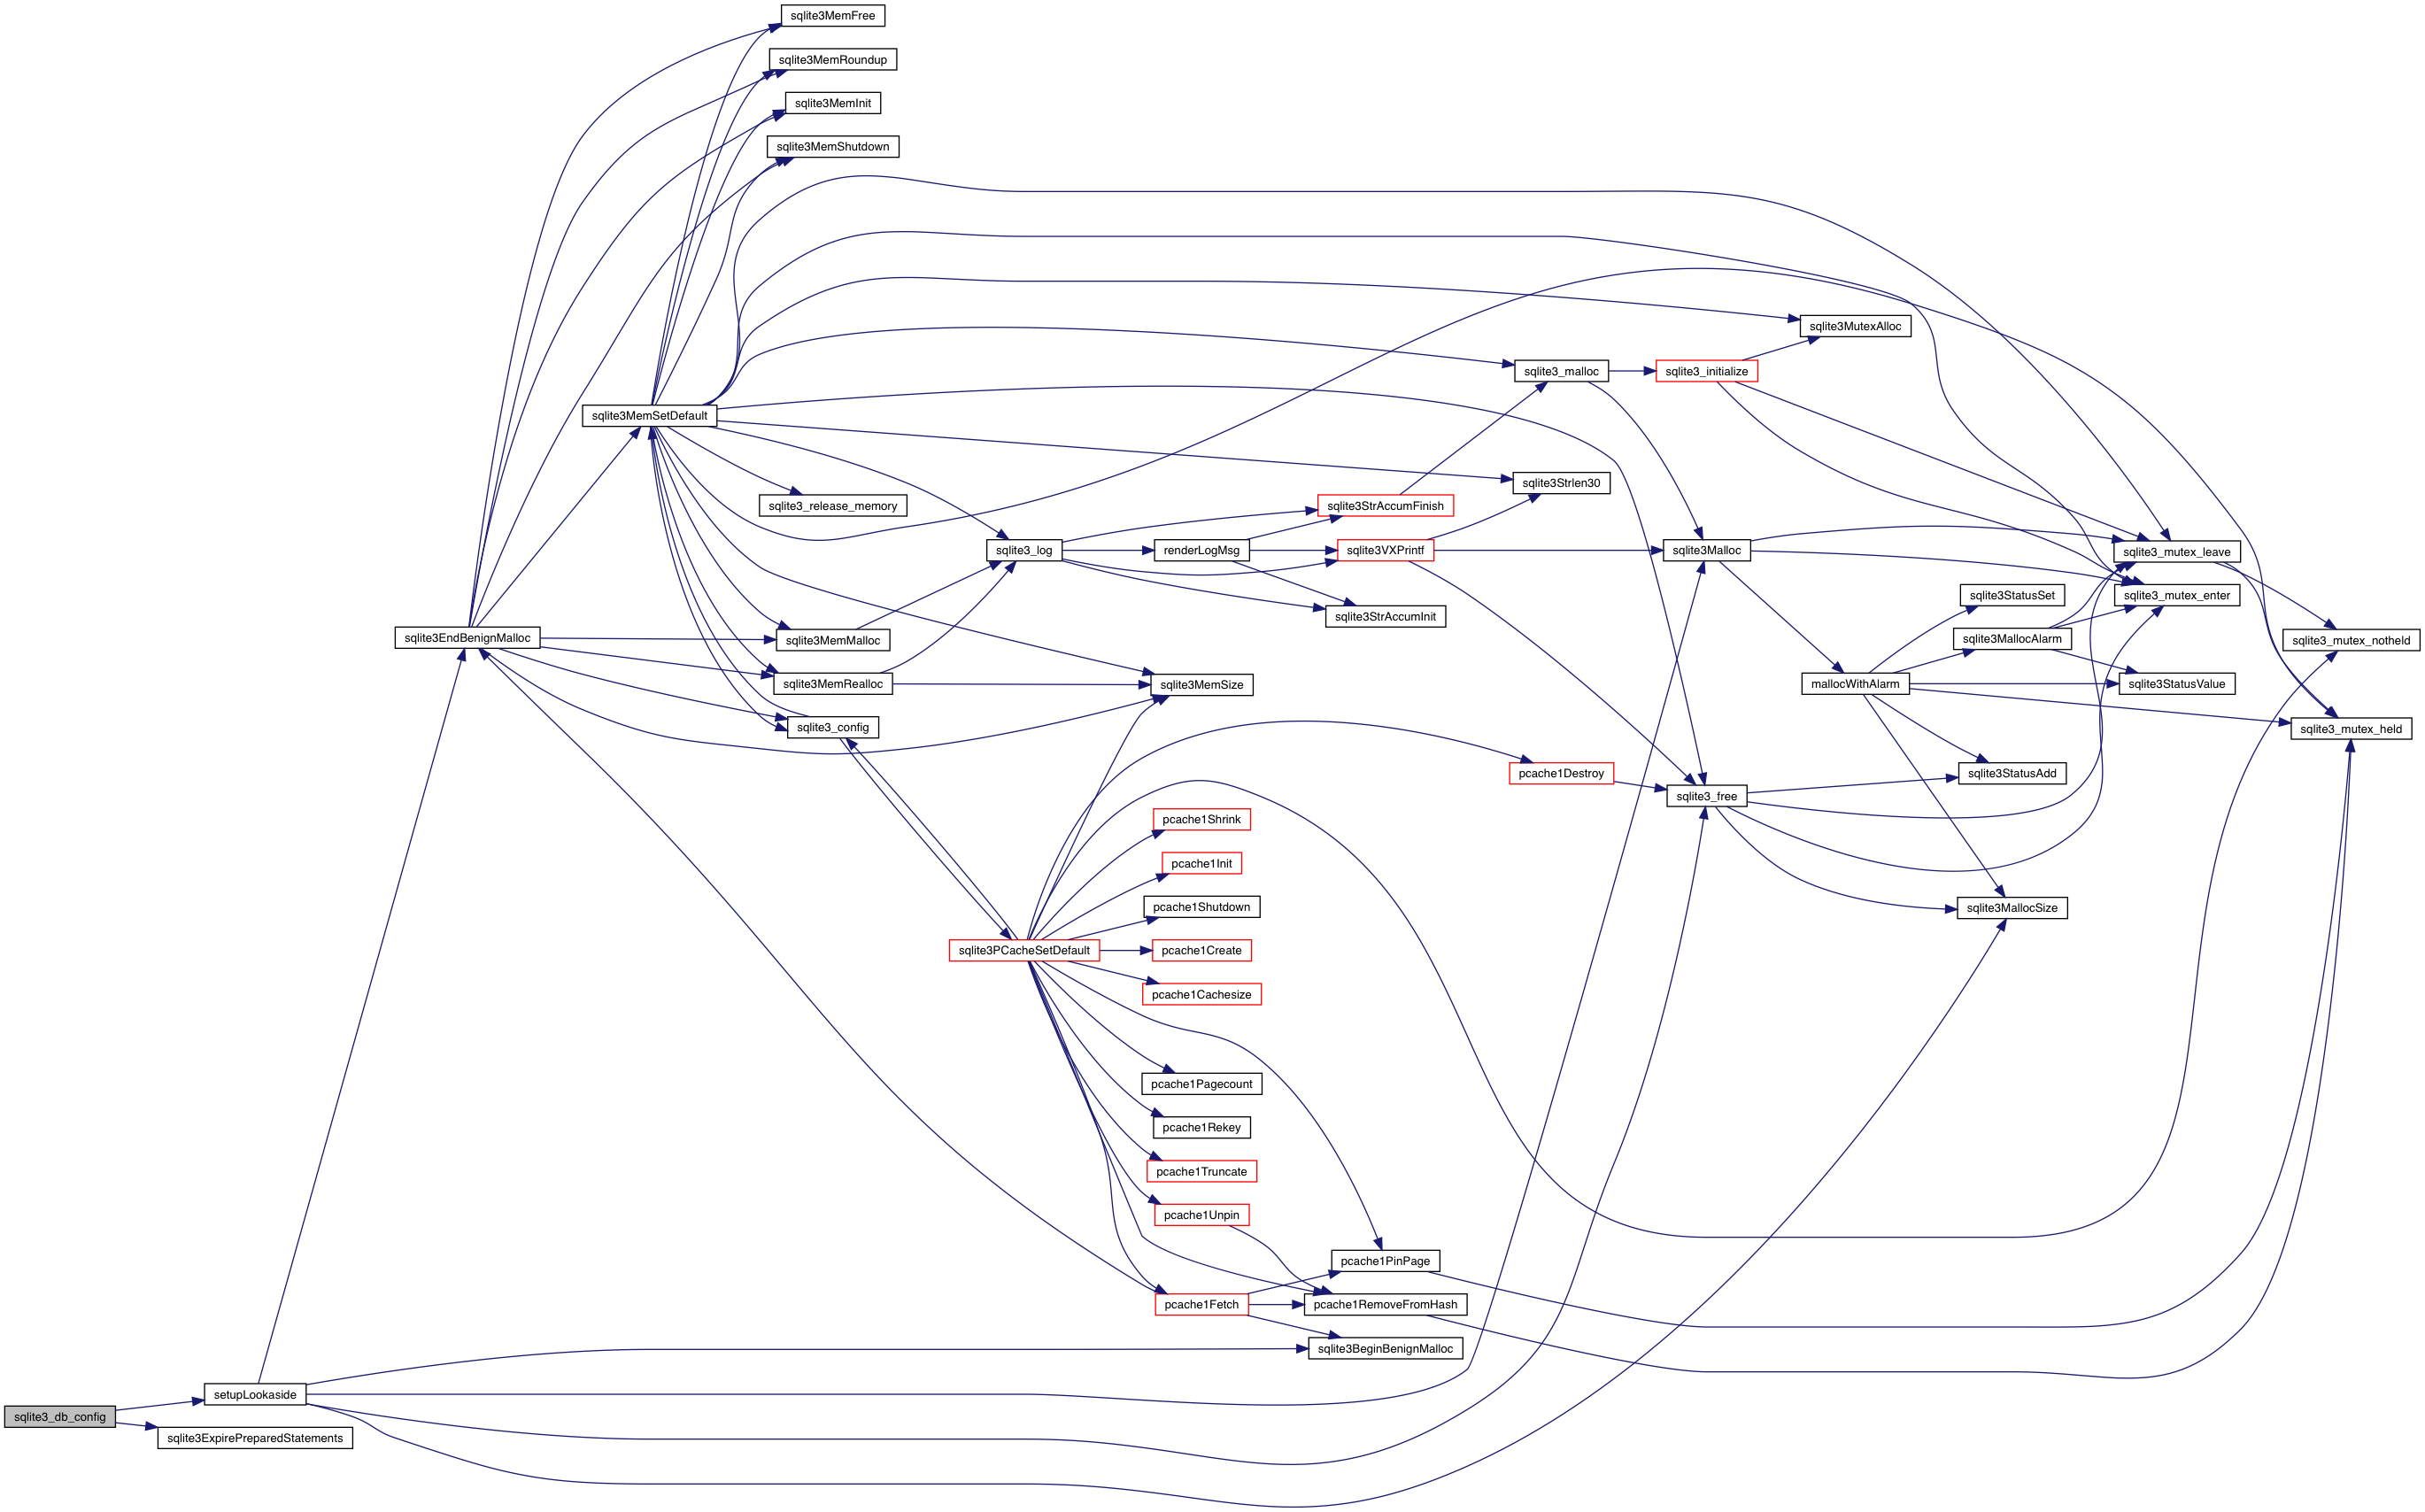 sqlite3MemFree
sqlite3MemRoundup
sqlite3MemInit
sqlite3MemShutdown
sqlite3MutexAlloc
sqlite3_malloc
sqlite3_initialize
sqlite3MemSetDefault
sqlite3Strlen30
sqlite3_release_memory
sqlite3StrAccumFinish
sqlite3_log
renderLogMsg
sqlite3VXPrintf
sqlite3Malloc
sqlite3_mutex_leave
sqlite3StatusSet
sqlite3_mutex_enter
sqlite3StrAccumInit
sqlite3EndBenignMalloc
sqlite3MemMalloc
sqlite3MallocAlarm
sqlite3_mutex_notheld
sqlite3MemRealloc
sqlite3MemSize
mallocWithAlarm
sqlite3StatusValue
sqlite3_config
sqlite3_mutex_held
pcache1Destroy
sqlite3StatusAdd
sqlite3_free
pcache1Shrink
pcache1Init
pcache1Shutdown
sqlite3MallocSize
sqlite3PCacheSetDefault
pcache1Create
pcache1Cachesize
pcache1Pagecount
pcache1Rekey
pcache1Truncate
pcache1Unpin
pcache1PinPage
pcache1Fetch
pcache1RemoveFromHash
sqlite3BeginBenignMalloc
setupLookaside
sqlite3_db_config
sqlite3ExpirePreparedStatements